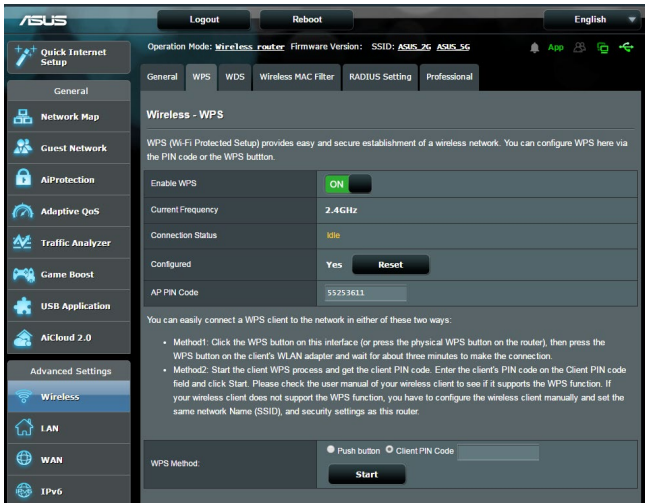 ASUS
Logout
Reboot
English
Quick Internet
Setup
Operation Mode: Wireless router Firmware Version: SSID: ASUS_2G ASUS_5G
App
General
WPS
WDS
Wireless MAC Filter
RADIUS Setting
Professional
General
Network Map
Guest Network
AiProtection
Adaptive QoS
Traffic Analyzer
Game Boost
USB Application
AiCloud 2.0
Advanced Settings
Wireless
LAN
WAN
IPv6
Wireless - WPS
WPS (Wi-Fi Protected Setup) provides easy and secure establishment of a wireless network. You can configure WPS here via
the PIN code or the WPS buttton.
Enable WPS
ON
Current Frequency
2.4GHz
Connection Status
Idle
Configured
Yes
Reset
AP PIN Code
55253611
You can easily connect a WPS client to the network in either of these two ways:
• Method1: Click the WPS button on this interface (or press the physical WPS button on the router), then press the
WPS button on the client's WLAN adapter and wait for about three minutes to make the connection.
• Method2: Start the client WPS process and get the client PIN code. Enter the client's PIN code on the Client PIN code
field and click Start. Please check the user manual of your wireless client to see if it supports the WPS function. If
your wireless client does not support the WPS function, you have to configure the wireless client manually and set the
same network Name (SSID), and security settings as this router.
WPS Method:
Push button Client PIN Code
Start